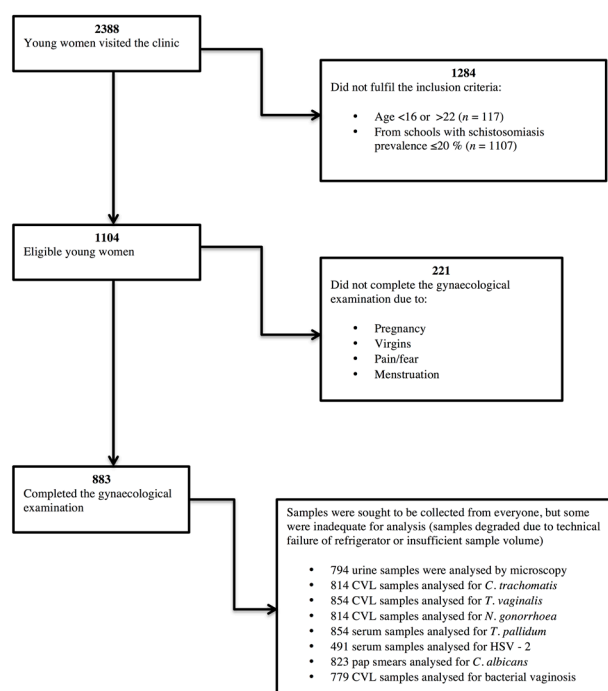 2388
Young women visited the clinic
1284
Did not fulfil the inclusion criteria:
• Age <16 or >22 (n = 117)
• From schools with schistosomiasis
prevalence ≤20 % (n = 1107)
1104
Eligible young women
221
Did not complete the gynaecological
examination due to:
• Pregnancy
• Virgins
• Pain/fear
• Menstruation
883
Completed the gynaecological
examination
Samples were sought to be collected from everyone, but some
were inadequate for analysis (samples degraded due to technical
failure of refrigerator or insufficient sample volume)
• 794 urine samples were analysed by microscopy
• 814 CVL samples analysed for C. trachomatis
• 854 CVL samples analysed for T. vaginalis
• 814 CVL samples analysed for N. gonorrhoea
• 854 serum samples analysed for T. pallidum
• 491 serum samples analysed for HSV - 2
• 823 pap smears analysed for C. albicans
• 779 CVL samples analysed for bacterial vaginosis